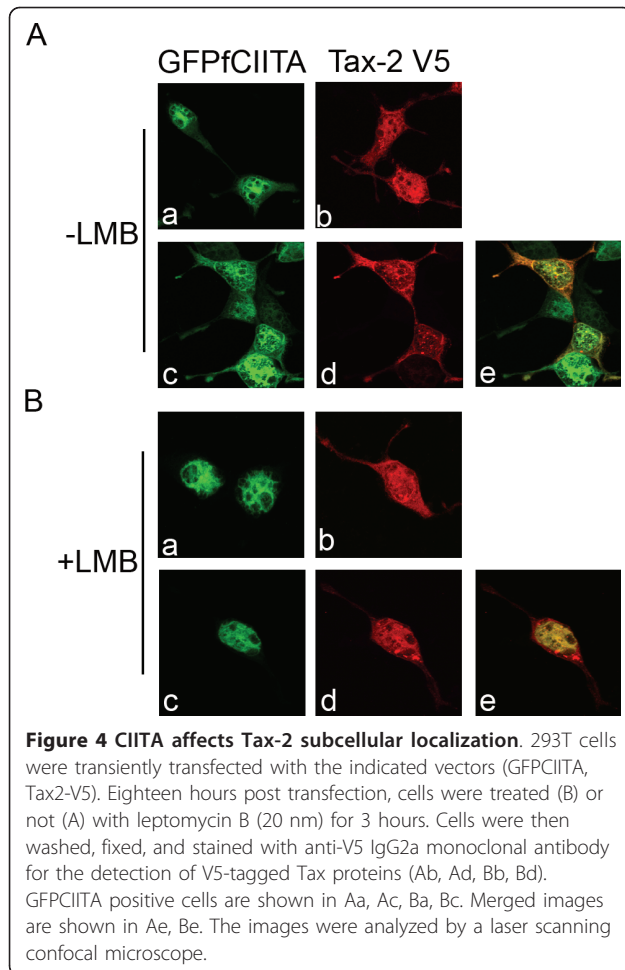 A
GFPfCIITA Tax-2 V5
-LMB
a
b
c
d
e
B
+LMB
a
b
c
d
e
Figure 4 CIITA affects Tax-2 subcellular localization. 293T cells
were transiently transfected with the indicated vectors (GFPCIITA,
Tax2-V5). Eighteen hours post transfection, cells were treated (B) or
not (A) with leptomycin B (20 nm) for 3 hours. Cells were then
washed, fixed, and stained with anti-V5 IgG2a monoclonal antibody
for the detection of V5-tagged Tax proteins (Ab, Ad, Bb, Bd).
GFPCIITA positive cells are shown in Aa, Ac, Ba, Bc. Merged images
are shown in Ae, Be. The images were analyzed by a laser scanning
confocal microscope.